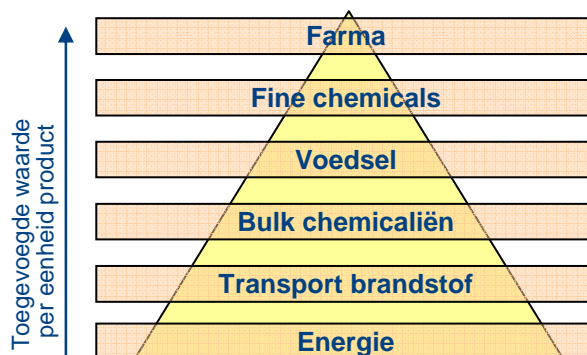 Farma
Fine chemicals
Voedsel
Bulk chemicaliën
Transport brandstof
Energie
Toegevoegde waarde
per eenheid product